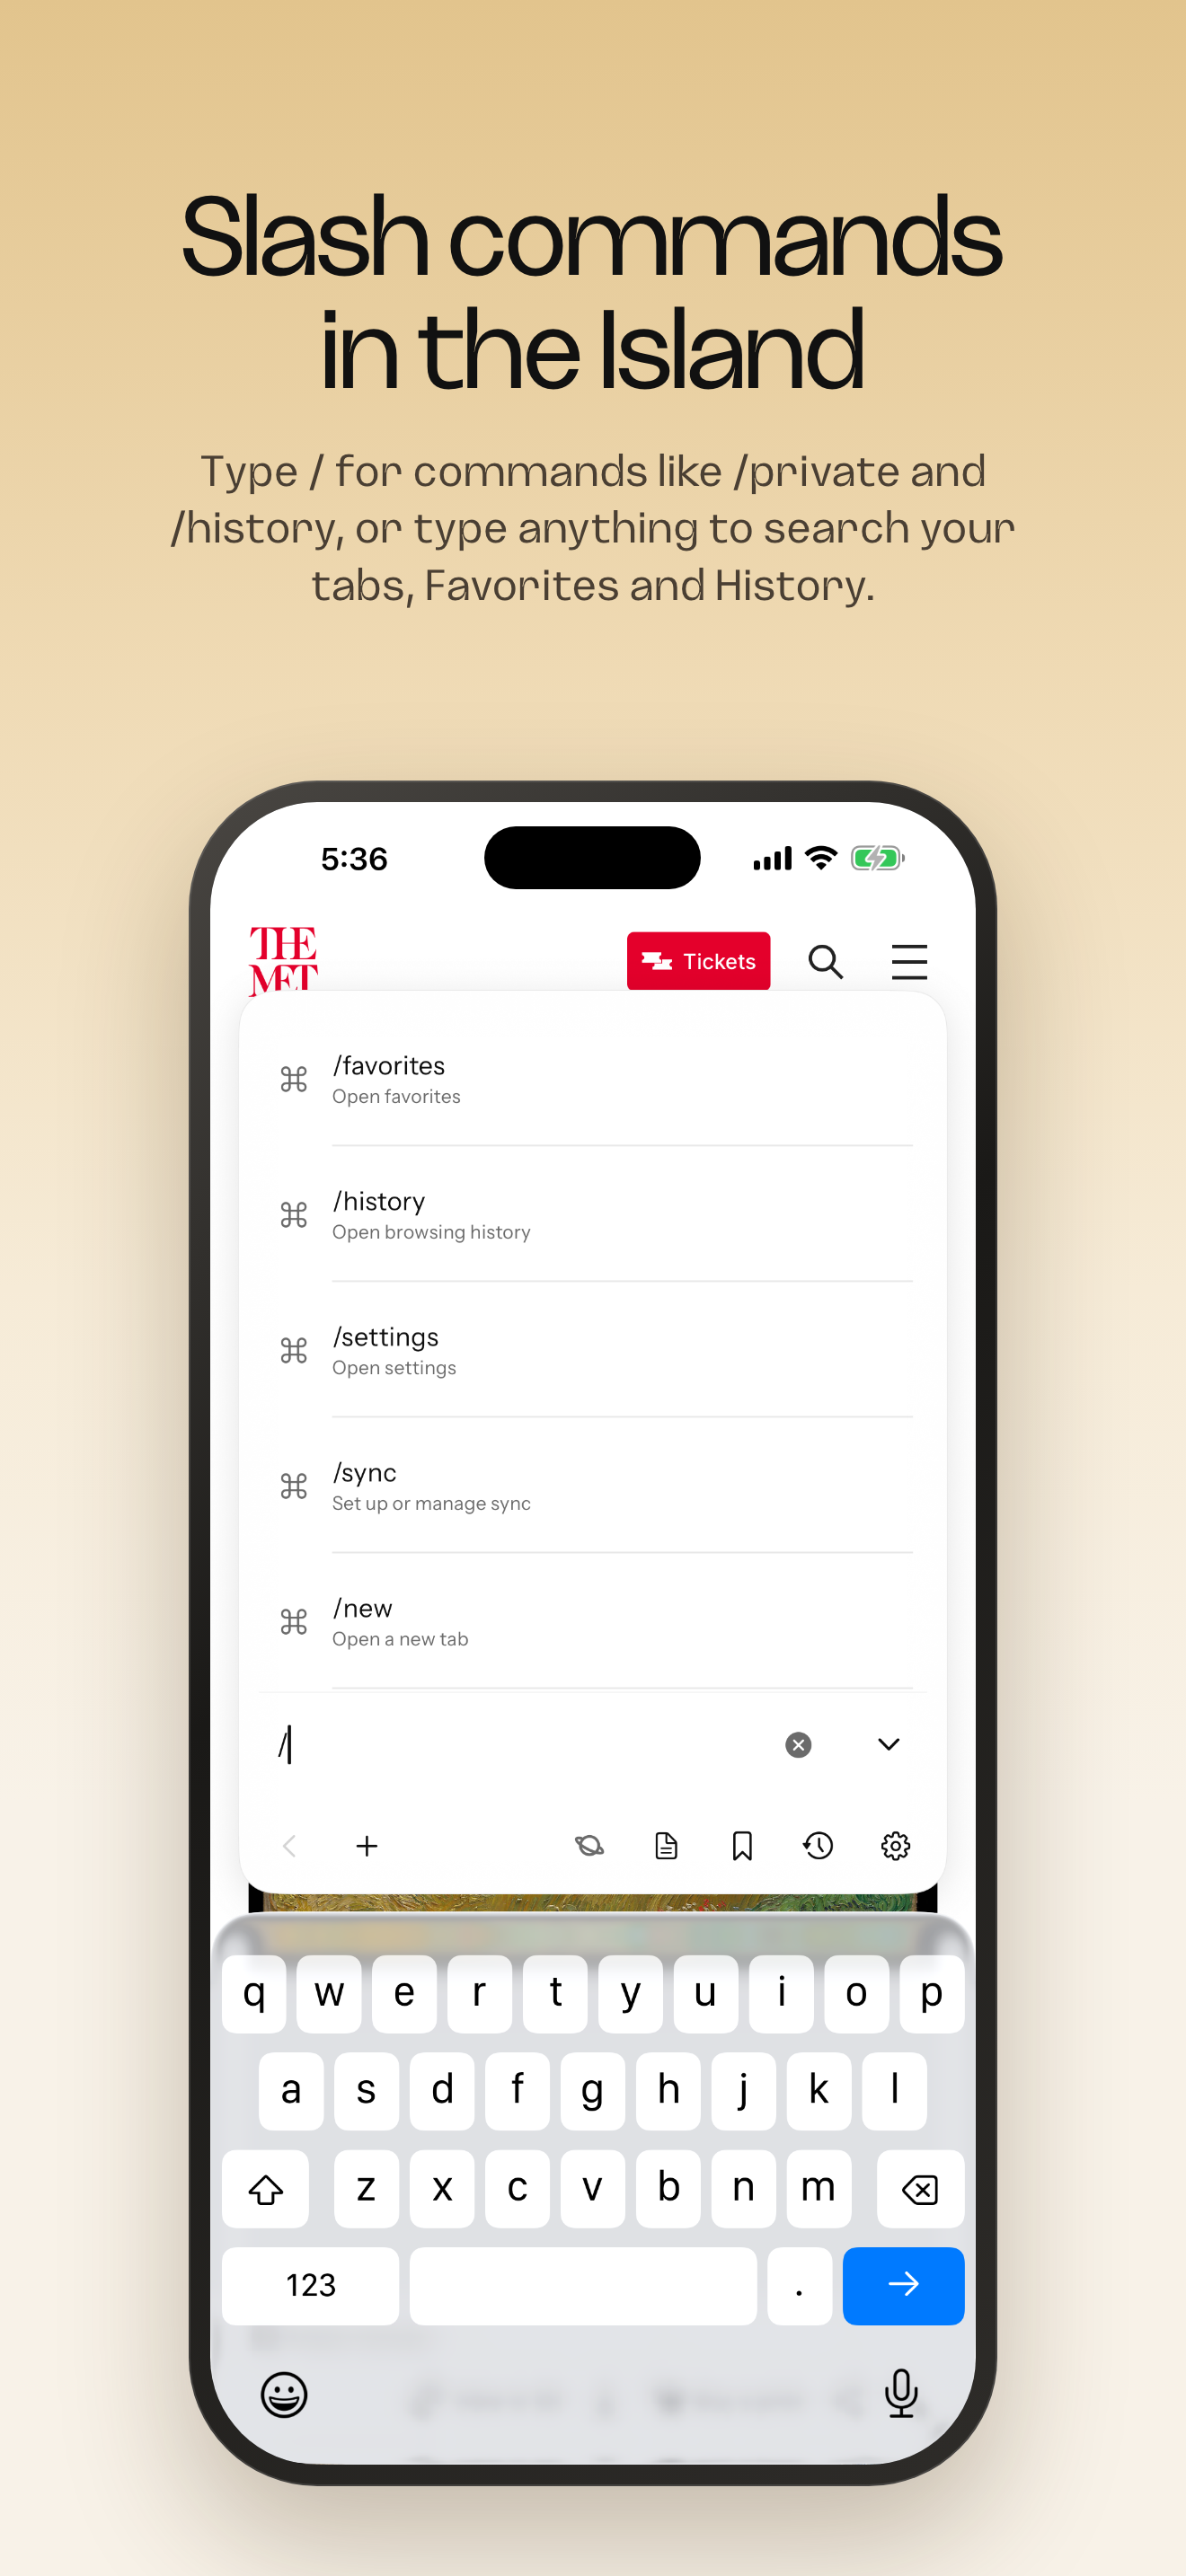 Slash commands
in the Island
Type / for commands like /private and
/history, or type anything to search your
tabs, Favorites and History.
5:36
THE
MET
Tickets
/favorites
Open favorites
/history
Open browsing history
/settings
Open settings
/sync
Set up or manage sync
/new
Open a new tab
/
q w e r t y u i o p
a s d f g h j k l
z x c v b n m
123 .